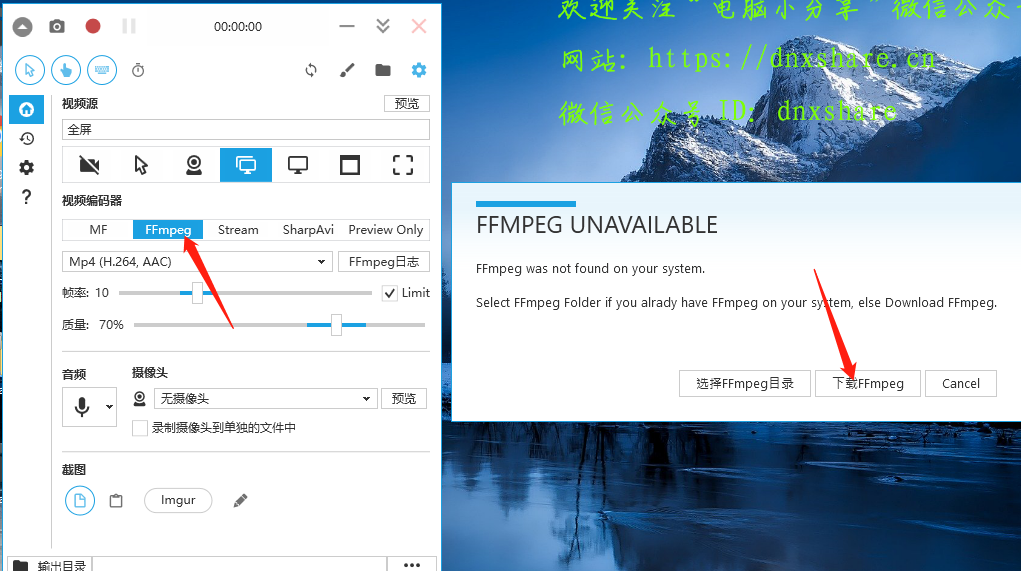 00:00:00
视频源
预览
全屏
视频编码器
MF
FFmpeg
Stream
SharpAvi
Preview Only
Mp4 (H.264, AAC)
FFmpeg日志
帧率: 10
Limit
质量: 70%
音频
摄像头
无摄像头
预览
录制摄像头到单独的文件中
截图
Imgur
输出目录
欢迎关注“电脑小分享”微信公众
网站: https://dnxshare.cn
微信公众号 ID: dnxshare
FFMPEG UNAVAILABLE
FFmpeg was not found on your system.
Select FFmpeg Folder if you alrady have FFmpeg on your system, else Download FFmpeg.
选择FFmpeg目录
下载FFmpeg
Cancel